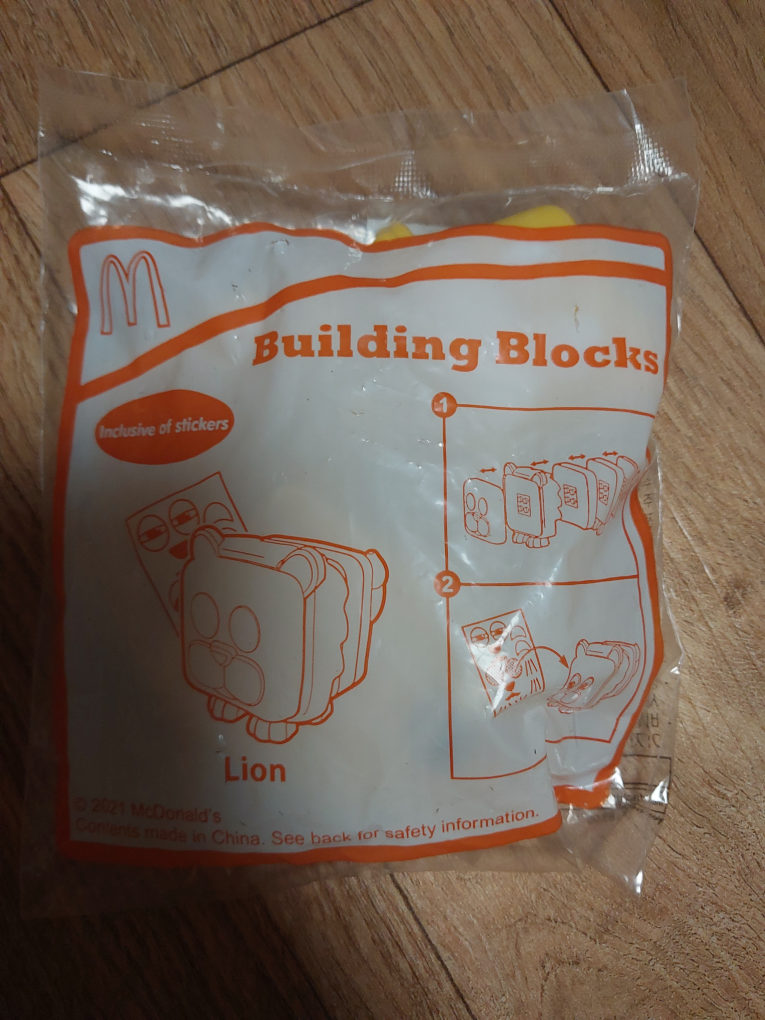 Building Blocks
Inclusive of stickers
1
2
Lion
© 2021 McDonald's
Contents made in China. See back for safety information.